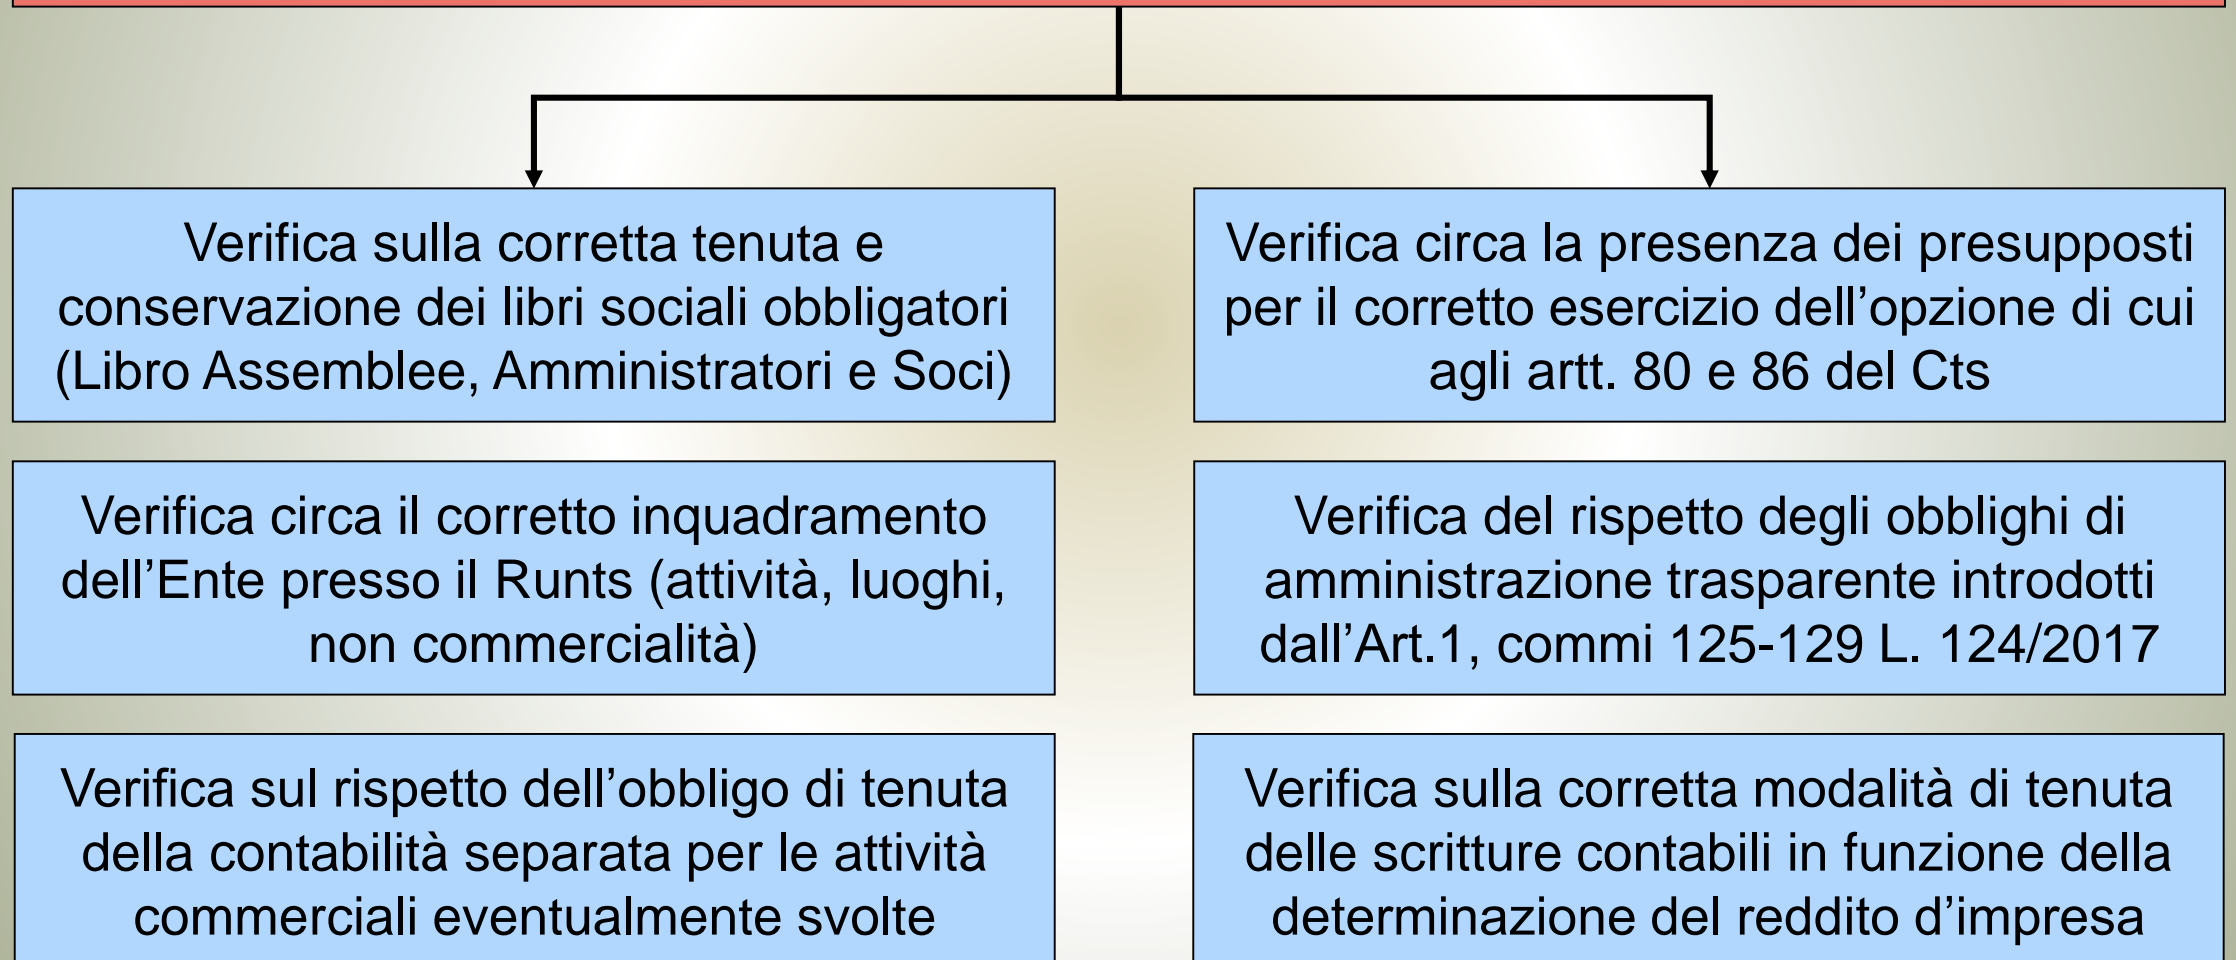 Verifica sulla corretta tenuta e
conservazione dei libri sociali obbligatori
(Libro Assemblee, Amministratori e Soci)
Verifica circa la presenza dei presupposti
per il corretto esercizio dell’opzione di cui
agli artt. 80 e 86 del Cts
Verifica circa il corretto inquadramento
dell’Ente presso il Runts (attività, luoghi,
non commercialità)
Verifica del rispetto degli obblighi di
amministrazione trasparente introdotti
dall’Art.1, commi 125-129 L. 124/2017
Verifica sul rispetto dell’obbligo di tenuta
della contabilità separata per le attività
commerciali eventualmente svolte
Verifica sulla corretta modalità di tenuta
delle scritture contabili in funzione della
determinazione del reddito d’impresa